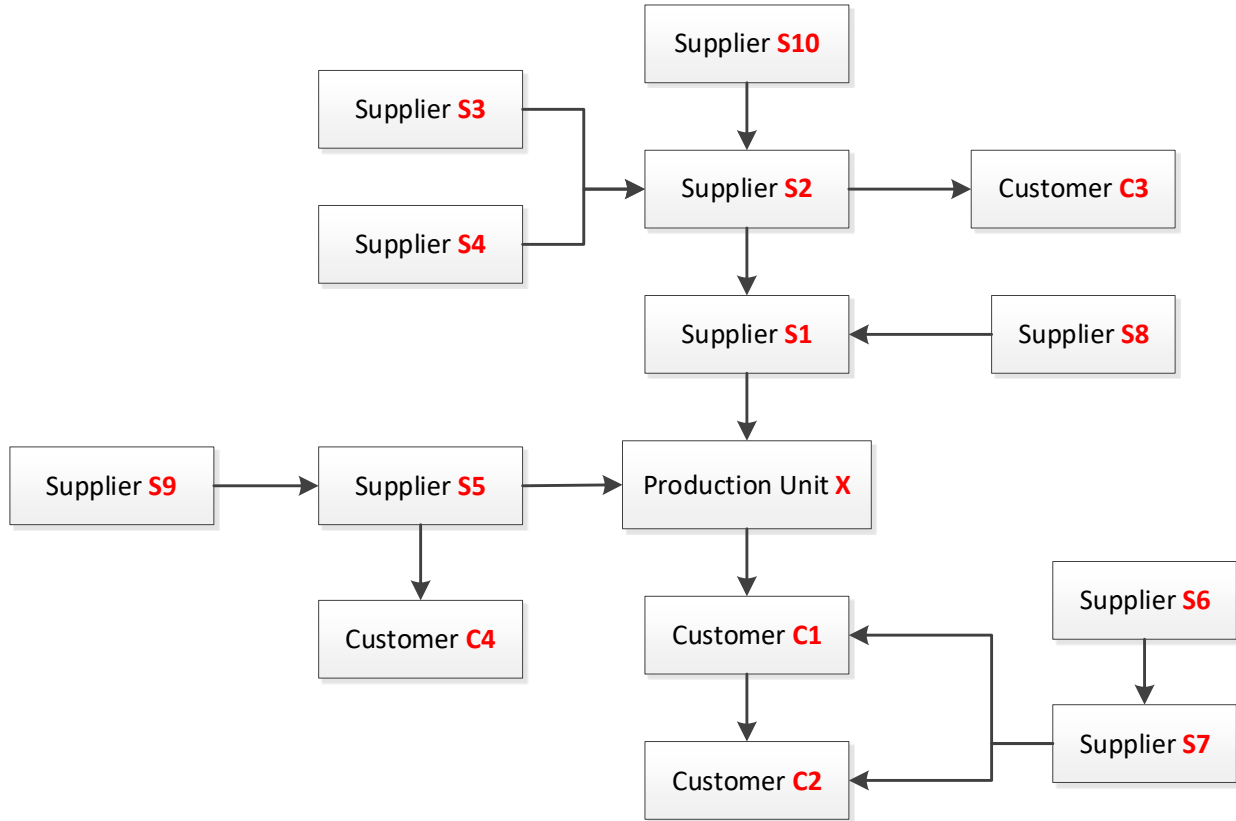 Supplier S10
Supplier S3
Supplier S2
Customer C3
Supplier S4
Supplier S1
Supplier S8
Supplier S9
Supplier S5
Production Unit X
Supplier S6
Customer C4
Customer C1
Supplier S7
Customer C2